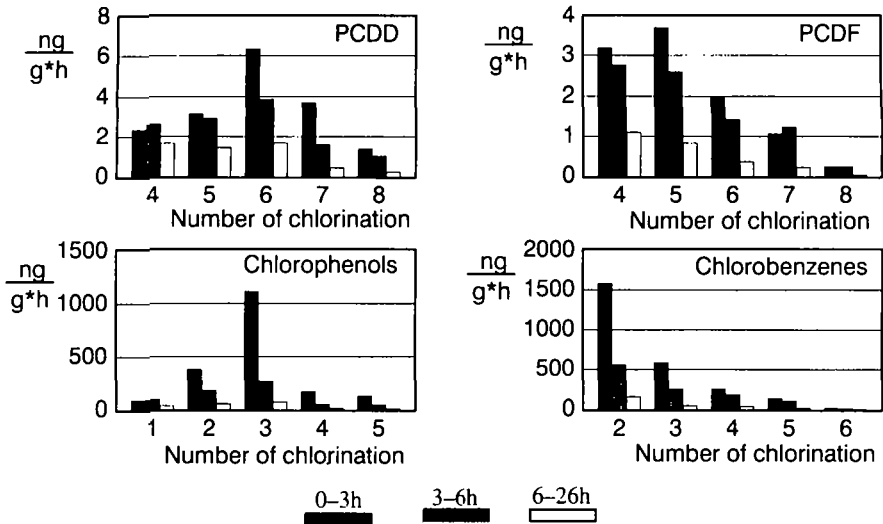 PCDD
ng
g*h
8
6
4
2
0
4 5 6 7 8
Number of chlorination
PCDF
ng
g*h
4
3
2
1
0
4 5 6 7 8
Number of chlorination
Chlorophenols
ng
g*h
1500
1000
500
0
1 2 3 4 5
Number of chlorination
Chlorobenzenes
ng
g*h
2000
1500
1000
500
0
2 3 4 5 6
Number of chlorination
0–3h 3–6h 6–26h